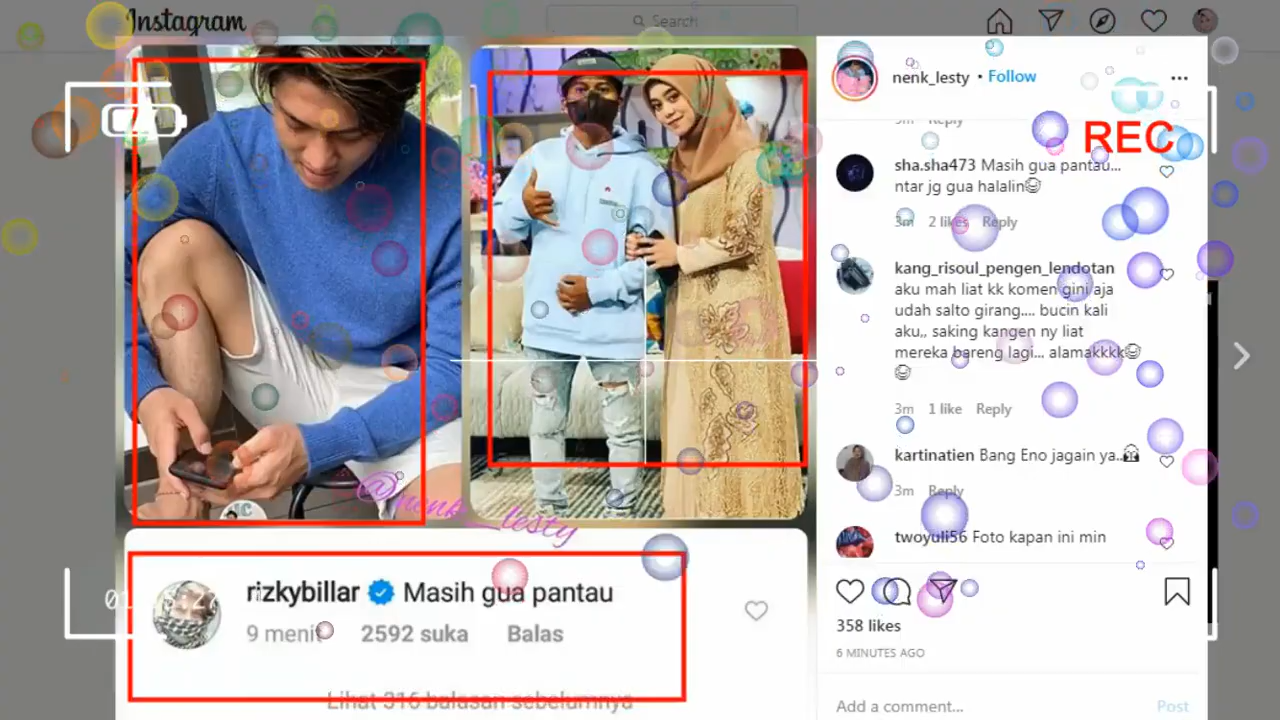 Instagram
Search
nenk_lesty • Follow
REC
3m Reply
sha.sha473 Masih gua pantau...
ntar jg gua halalin
3m 2 likes Reply
kang_risoul_pengen_lendotan
aku mah liat kk komen gini aja
udah salto girang.... bucin kali
aku,, saking kangen ny liat
mereka bareng lagi... alamakkkk
3m 1 like Reply
kartinatien Bang Eno jagain ya..
3m Reply
twoyuli56 Foto kapan ini min
358 likes
6 MINUTES AGO
Add a comment... Post
@nenk_lesty
rizkybillar Masih gua pantau
9 menit 2592 suka Balas
Lihat 316 balasan sebelumnya